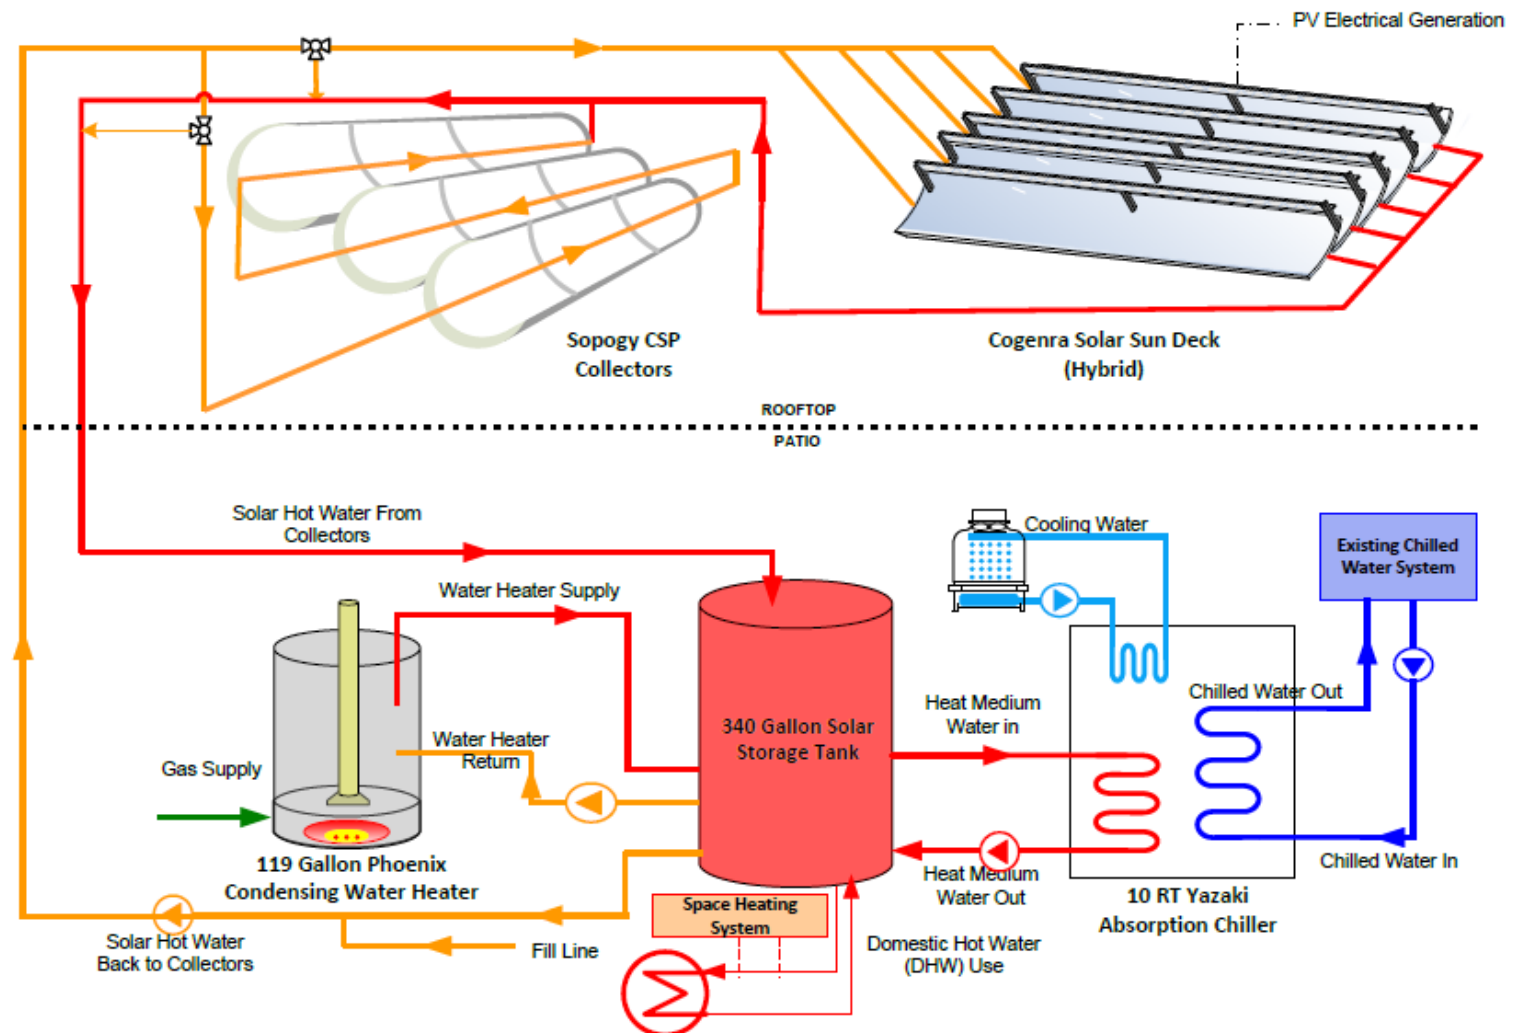 PV Electrical Generation
Sopogy CSP
Collectors
Cogenra Solar Sun Deck
(Hybrid)
ROOFTOP
PATIO
Solar Hot Water From
Collectors
Water Heater Supply
Cooling Water
Existing Chilled
Water System
Chilled Water Out
Heat Medium
Water in
340 Gallon Solar
Storage Tank
Water Heater
Return
Gas Supply
119 Gallon Phoenix
Condensing Water Heater
Chilled Water In
Heat Medium
Water Out
10 RT Yazaki
Absorption Chiller
Space Heating
System
Solar Hot Water
Back to Collectors
Fill Line
Domestic Hot Water
(DHW) Use